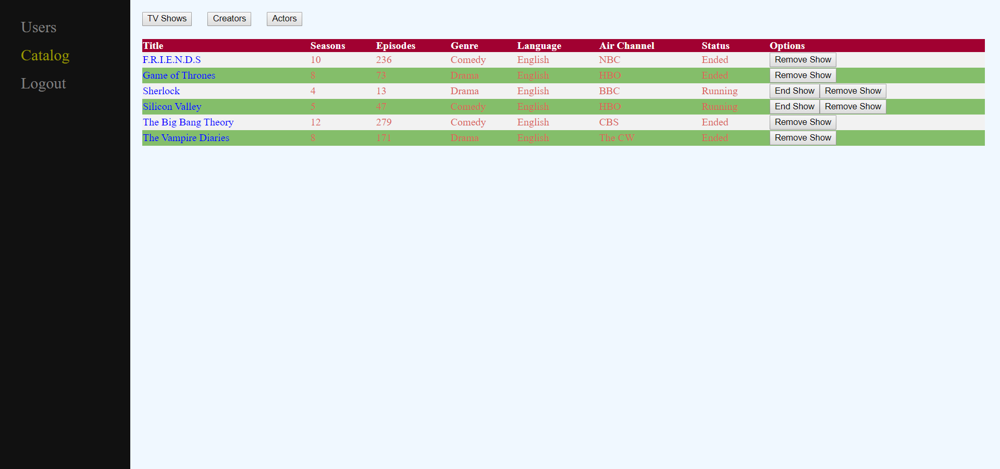 Users
Catalog
Logout
TV Shows Creators Actors
Title Seasons Episodes Genre Language Air Channel Status Options
F.R.I.E.N.D.S 10 236 Comedy English NBC Ended Remove Show
Game of Thrones 8 73 Drama English HBO Ended Remove Show
Sherlock 4 13 Drama English BBC Running End Show Remove Show
Silicon Valley 5 47 Comedy English HBO Running End Show Remove Show
The Big Bang Theory 12 279 Comedy English CBS Ended Remove Show
The Vampire Diaries 8 171 Drama English The CW Ended Remove Show